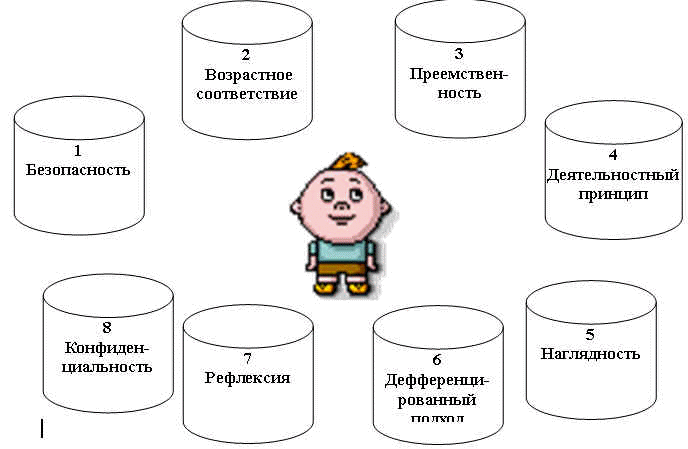 1
Безопасность
2
Возрастное
соответствие
3
Преемствен-
ность
4
Деятельностный
принцип
5
Наглядность
6
Дефференци-
рованный
подход
7
Рефлексия
8
Конфиден-
циальность